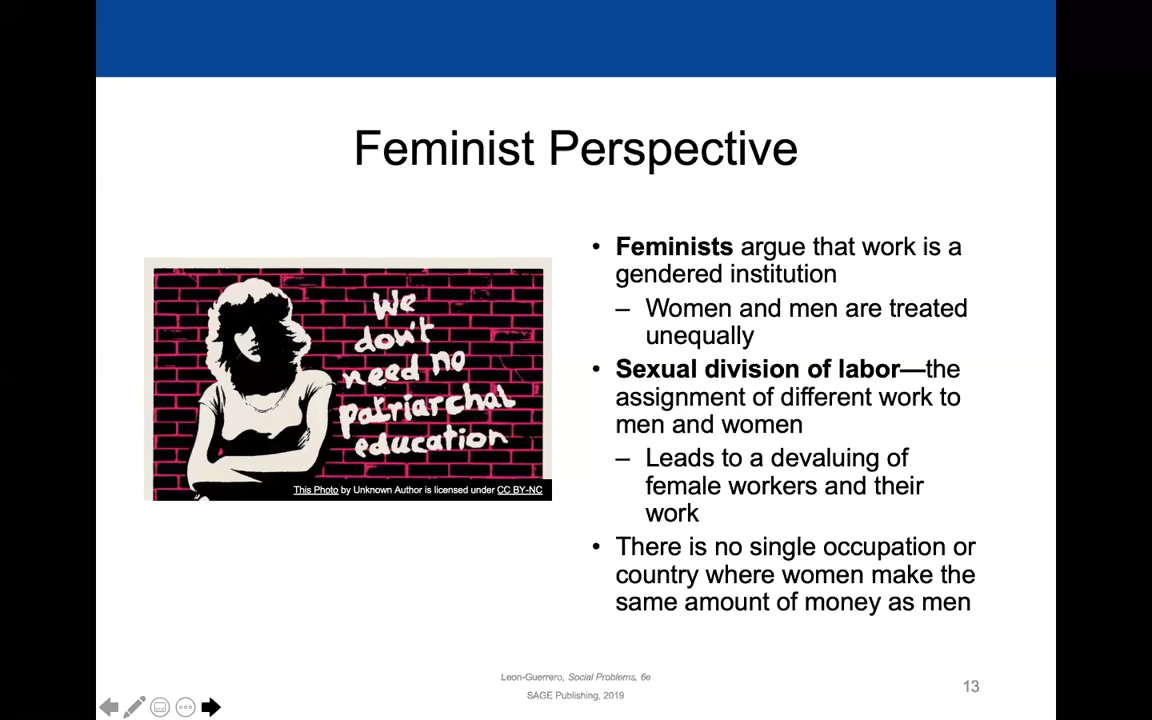 Feminist Perspective
We
don't
need no
patriarchal
education
This Photo by Unknown Author is licensed under CC BY-NC
• Feminists argue that work is a
gendered institution
– Women and men are treated
unequally
• Sexual division of labor—the
assignment of different work to
men and women
– Leads to a devaluing of
female workers and their
work
• There is no single occupation or
country where women make the
same amount of money as men
Leon-Guerrero, Social Problems, 6e
SAGE Publishing, 2019
13